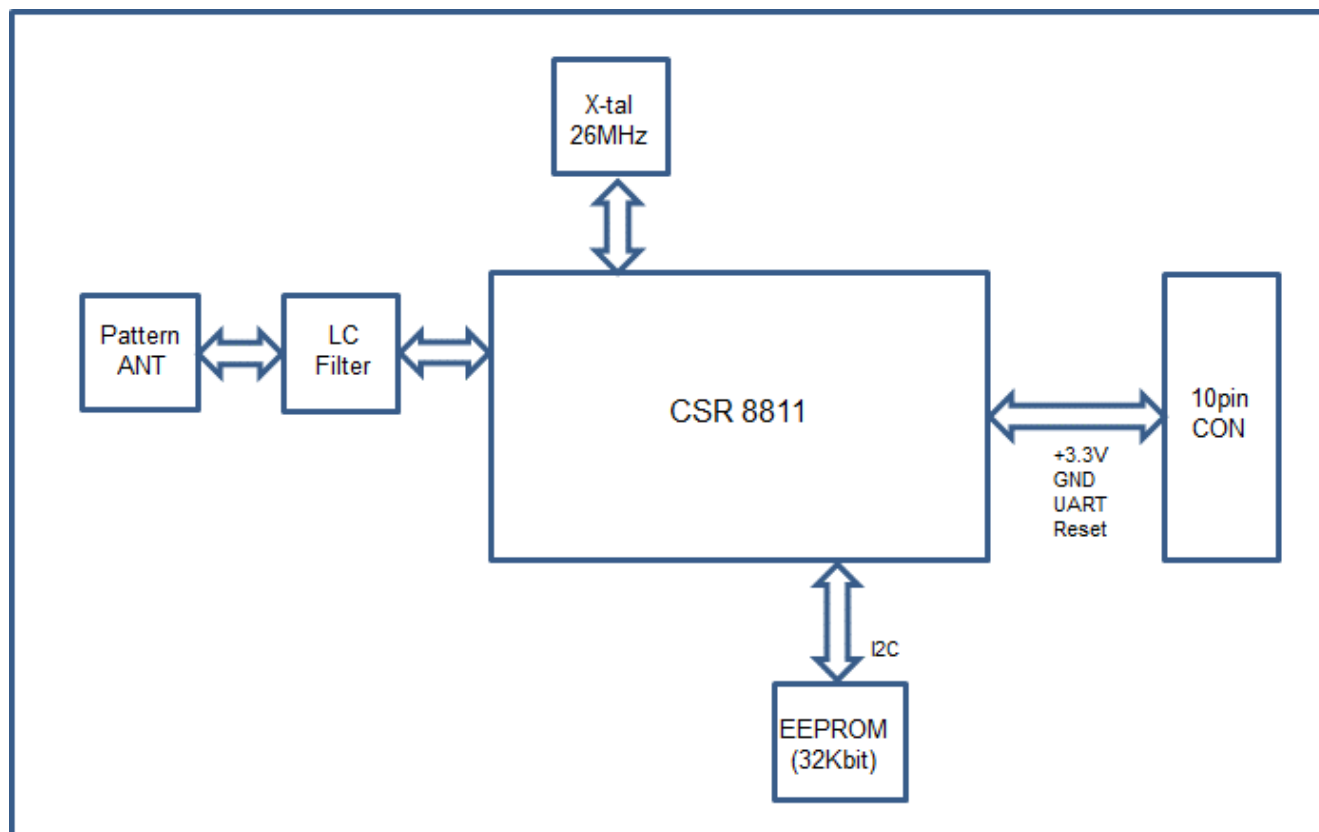 X-tal
26MHz
Pattern
ANT
LC
Filter
CSR 8811
10pin
CON
+3.3V
GND
UART
Reset
I2C
EEPROM
(32Kbit)